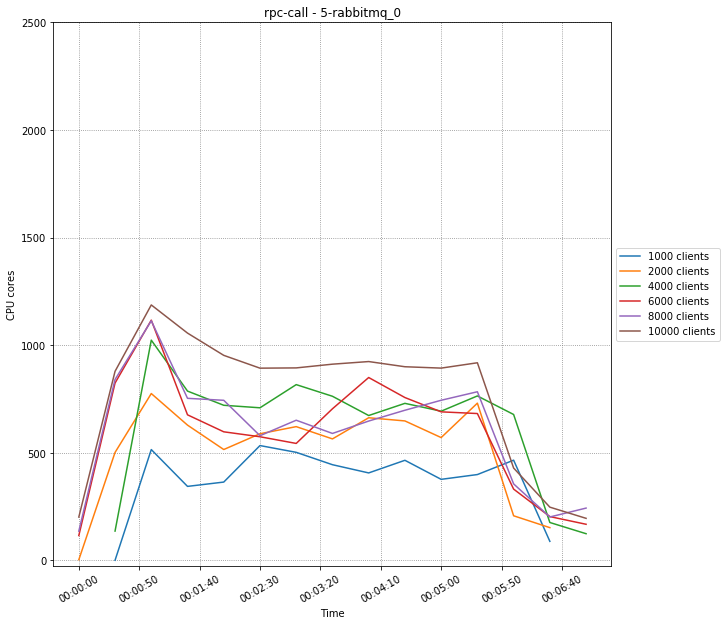 rpc-call - 5-rabbitmq_0
2500
2000
1500
1000
500
0
CPU cores
00:00:00
00:00:50
00:01:40
00:02:30
00:03:20
00:04:10
00:05:00
00:05:50
00:06:40
Time
1000 clients
2000 clients
4000 clients
6000 clients
8000 clients
10000 clients